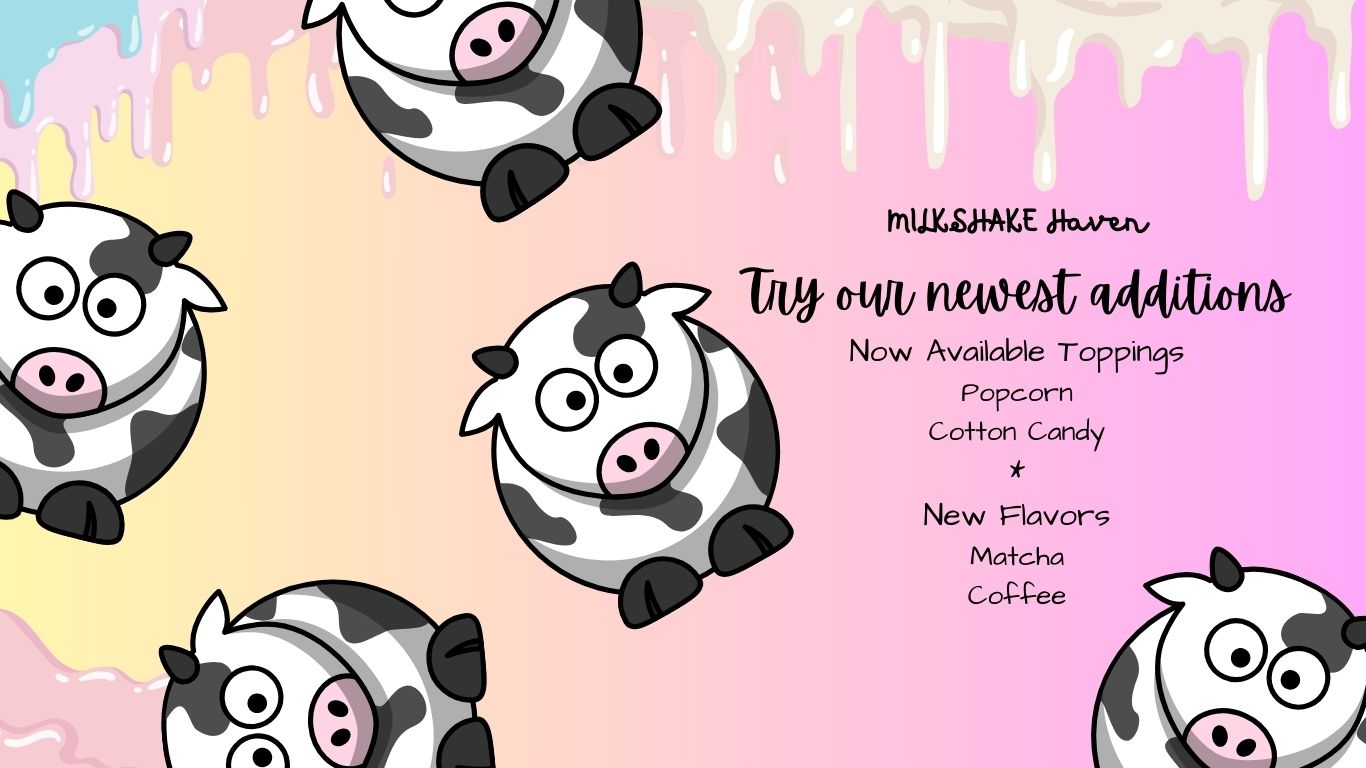 MILKSHAKE Haven
Try our newest additions
Now Available Toppings
Popcorn
Cotton Candy
*
New Flavors
Matcha
Coffee